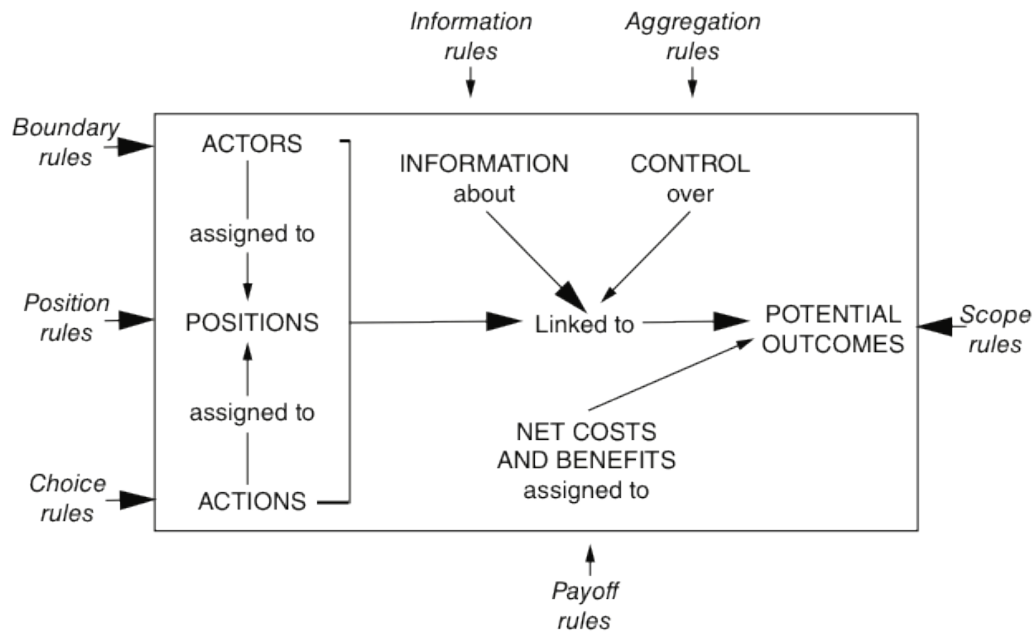 Information
rules
Aggregation
rules
Boundary
rules
ACTORS
INFORMATION
about
CONTROL
over
assigned to
Position
rules
POSITIONS
Linked to
POTENTIAL
OUTCOMES
Scope
rules
assigned to
NET COSTS
AND BENEFITS
assigned to
Choice
rules
ACTIONS
Payoff
rules